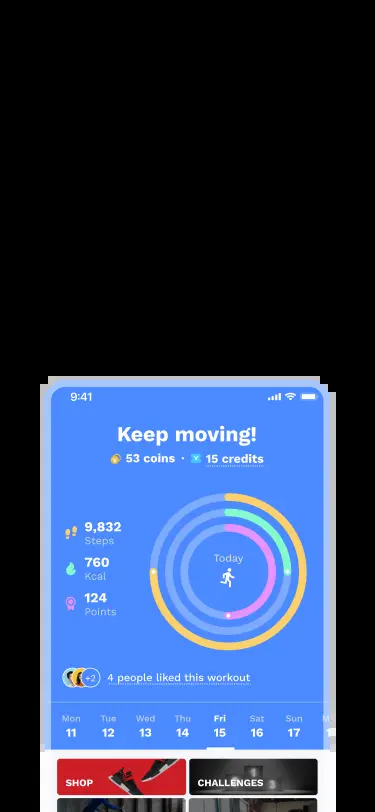 9:41
Keep moving!
53 coins · 15 credits
9,832
Steps
760
Kcal
124
Points
Today
+2
4 people liked this workout
Mon Tue Wed Thu Fri Sat Sun
11 12 13 14 15 16 17
SHOP
CHALLENGES